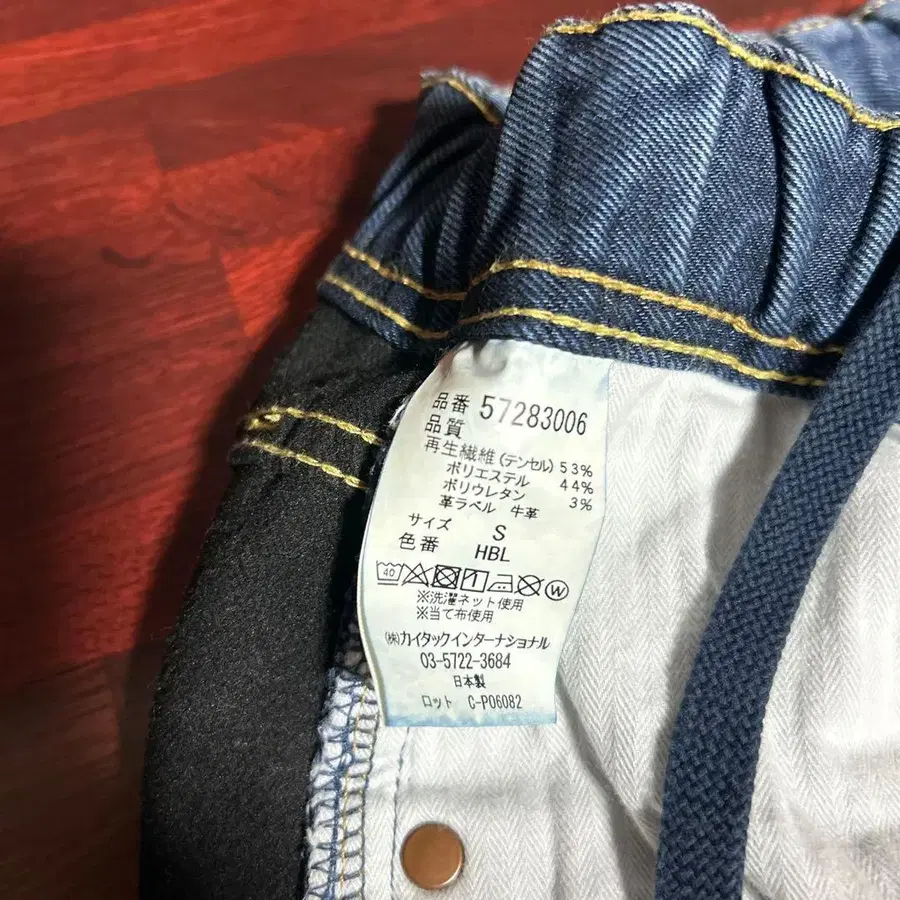 品番 57283006
品質
再生繊維(テンセル) 53%
ポリエステル 44%
ポリウレタン 3%
革ラベル 牛革
サイズ S
色番 HBL
40 W
※洗濯ネット使用
※当て布使用
㈱カイタックインターナショナル
03-5722-3684
日本製
ロット C-P06082